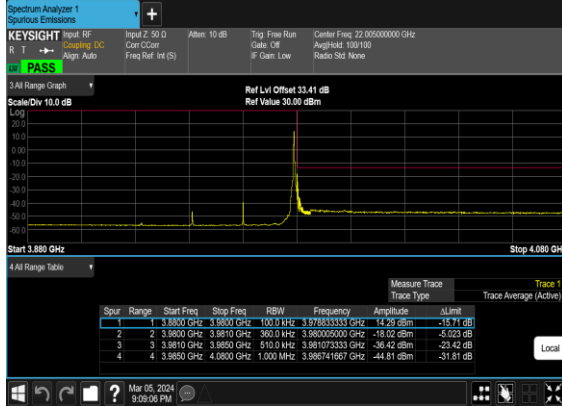 Spectrum Analyzer 1
Spurious Emissions
KEYSIGHT Input: RF
R T Coupling: DC
Align: Auto
LXI PASS
Input Z: 50 Ω
Corr CCorr
Freq Ref: Int (S)
Atten: 10 dB
Trig: Free Run
Gate: Off
IF Gain: Low
Center Freq: 22.005000000 GHz
Avg|Hold: 100/100
Radio Std: None
3 All Range Graph
Scale/Div 10.0 dB
Ref Lvl Offset 33.41 dB
Ref Value 30.00 dBm
Log
20.0
10.0
0.00
-10.0
-20.0
-30.0
-40.0
-50.0
-60.0
Start 3.880 GHz Stop 4.080 GH
4 All Range Table
Measure Trace Trace 1
Trace Type Trace Average (Active)
Spur Range Start Freq Stop Freq RBW Frequency Amplitude ΔLimit
1 1 3.8800 GHz 3.9800 GHz 100.0 kHz 3.978833333 GHz 14.29 dBm -15.71 dB
2 2 3.9800 GHz 3.9810 GHz 360.0 kHz 3.980005000 GHz -18.02 dBm -5.023 dB
3 3 3.9810 GHz 3.9850 GHz 510.0 kHz 3.981073333 GHz -36.42 dBm -23.42 dB
4 4 3.9850 GHz 4.0800 GHz 1.000 MHz 3.986741667 GHz -44.81 dBm -31.81 dB
Local
? Mar 05, 2024
9:09:06 PM